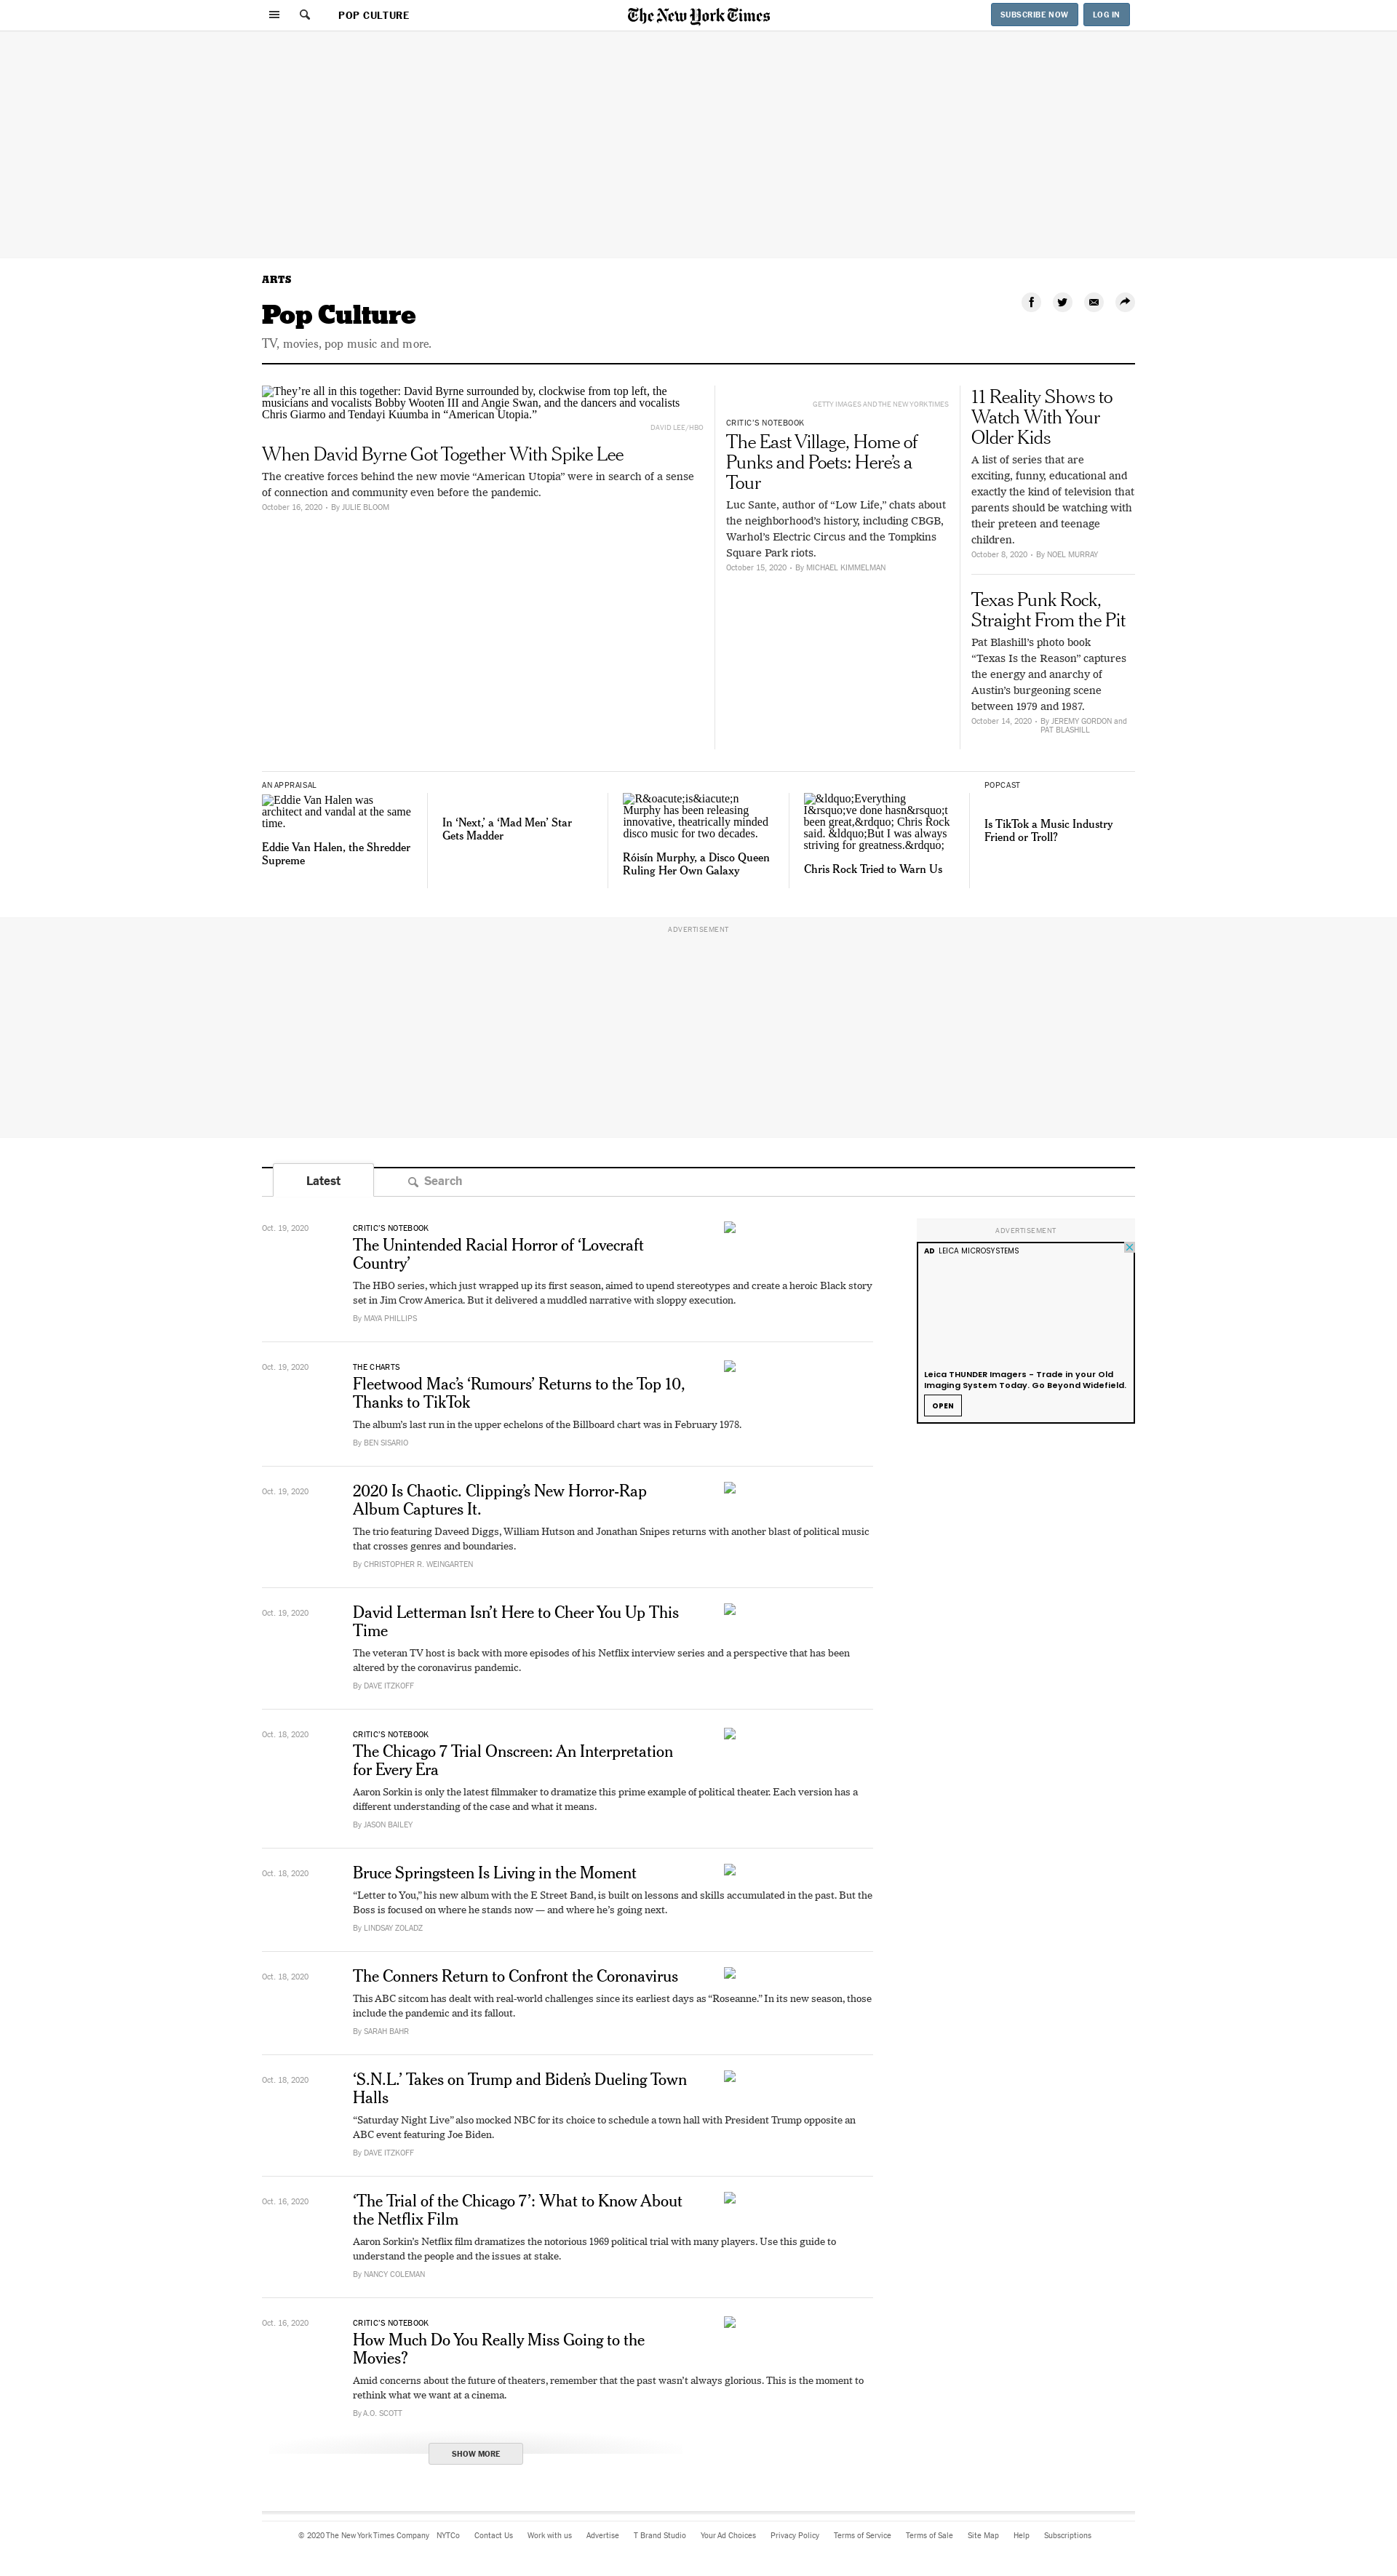 POP CULTURE
The New York Times
SUBSCRIBE NOW
LOG IN
ARTS
Pop Culture
TV, movies, pop music and more.
They’re all in this together: David Byrne surrounded by, clockwise from top left, the
musicians and vocalists Bobby Wooten III and Angie Swan, and the dancers and vocalists
Chris Giarmo and Tendayi Kuumba in “American Utopia.”
DAVID LEE/HBO
When David Byrne Got Together With Spike Lee
The creative forces behind the new movie “American Utopia” were in search of a sense
of connection and community even before the pandemic.
October 16, 2020 • By JULIE BLOOM
GETTY IMAGES AND THE NEW YORK TIMES
CRITIC’S NOTEBOOK
The East Village, Home of
Punks and Poets: Here’s a
Tour
Luc Sante, author of “Low Life,” chats about
the neighborhood’s history, including CBGB,
Warhol’s Electric Circus and the Tompkins
Square Park riots.
October 15, 2020 • By MICHAEL KIMMELMAN
11 Reality Shows to
Watch With Your
Older Kids
A list of series that are
exciting, funny, educational and
exactly the kind of television that
parents should be watching with
their preteen and teenage
children.
October 8, 2020 • By NOEL MURRAY
Texas Punk Rock,
Straight From the Pit
Pat Blashill’s photo book
“Texas Is the Reason” captures
the energy and anarchy of
Austin’s burgeoning scene
between 1979 and 1987.
October 14, 2020 • By JEREMY GORDON and
PAT BLASHILL
AN APPRAISAL
Eddie Van Halen was
architect and vandal at the same
time.
Eddie Van Halen, the Shredder
Supreme
In ‘Next,’ a ‘Mad Men’ Star
Gets Madder
R&oacute;is&iacute;n
Murphy has been releasing
innovative, theatrically minded
disco music for two decades.
Róisín Murphy, a Disco Queen
Ruling Her Own Galaxy
&ldquo;Everything
I&rsquo;ve done hasn&rsquo;t
been great,&rdquo; Chris Rock
said. &ldquo;But I was always
striving for greatness.&rdquo;
Chris Rock Tried to Warn Us
POPCAST
Is TikTok a Music Industry
Friend or Troll?
ADVERTISEMENT
Latest
Search
Oct. 19, 2020
CRITIC’S NOTEBOOK
The Unintended Racial Horror of ‘Lovecraft
Country’
The HBO series, which just wrapped up its first season, aimed to upend stereotypes and create a heroic Black story
set in Jim Crow America. But it delivered a muddled narrative with sloppy execution.
By MAYA PHILLIPS
ADVERTISEMENT
AD LEICA MICROSYSTEMS
Leica THUNDER Imagers - Trade in your Old
Imaging System Today. Go Beyond Widefield.
OPEN
Oct. 19, 2020
THE CHARTS
Fleetwood Mac’s ‘Rumours’ Returns to the Top 10,
Thanks to TikTok
The album’s last run in the upper echelons of the Billboard chart was in February 1978.
By BEN SISARIO
Oct. 19, 2020
2020 Is Chaotic. Clipping’s New Horror-Rap
Album Captures It.
The trio featuring Daveed Diggs, William Hutson and Jonathan Snipes returns with another blast of political music
that crosses genres and boundaries.
By CHRISTOPHER R. WEINGARTEN
Oct. 19, 2020
David Letterman Isn’t Here to Cheer You Up This
Time
The veteran TV host is back with more episodes of his Netflix interview series and a perspective that has been
altered by the coronavirus pandemic.
By DAVE ITZKOFF
Oct. 18, 2020
CRITIC’S NOTEBOOK
The Chicago 7 Trial Onscreen: An Interpretation
for Every Era
Aaron Sorkin is only the latest filmmaker to dramatize this prime example of political theater. Each version has a
different understanding of the case and what it means.
By JASON BAILEY
Oct. 18, 2020
Bruce Springsteen Is Living in the Moment
“Letter to You,” his new album with the E Street Band, is built on lessons and skills accumulated in the past. But the
Boss is focused on where he stands now — and where he’s going next.
By LINDSAY ZOLADZ
Oct. 18, 2020
The Conners Return to Confront the Coronavirus
This ABC sitcom has dealt with real-world challenges since its earliest days as “Roseanne.” In its new season, those
include the pandemic and its fallout.
By SARAH BAHR
Oct. 18, 2020
‘S.N.L.’ Takes on Trump and Biden’s Dueling Town
Halls
“Saturday Night Live” also mocked NBC for its choice to schedule a town hall with President Trump opposite an
ABC event featuring Joe Biden.
By DAVE ITZKOFF
Oct. 16, 2020
‘The Trial of the Chicago 7’: What to Know About
the Netflix Film
Aaron Sorkin’s Netflix film dramatizes the notorious 1969 political trial with many players. Use this guide to
understand the people and the issues at stake.
By NANCY COLEMAN
Oct. 16, 2020
CRITIC’S NOTEBOOK
How Much Do You Really Miss Going to the
Movies?
Amid concerns about the future of theaters, remember that the past wasn’t always glorious. This is the moment to
rethink what we want at a cinema.
By A.O. SCOTT
SHOW MORE
© 2020 The New York Times Company NYTCo Contact Us Work with us Advertise T Brand Studio Your Ad Choices Privacy Policy Terms of Service Terms of Sale Site Map Help Subscriptions